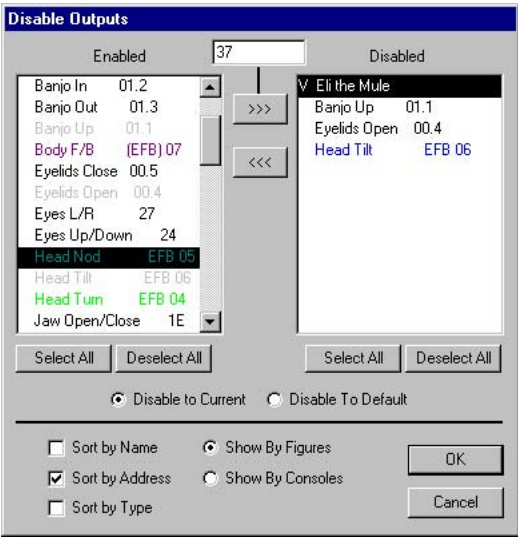 Disable Outputs
Enabled
37
Disabled
Banjo In 01.2
Banjo Out 01.3
Banjo Up 01.1
Body F/B (EFB) 07
Eyelids Close 00.5
Eyelids Open 00.4
Eyes L/R 27
Eyes Up/Down 24
Head Nod EFB 05
Head Tilt EFB 06
Head Turn EFB 04
Jaw Open/Close 1E
>>>
<<<
V Eli the Mule
Banjo Up 01.1
Eyelids Open 00.4
Head Tilt EFB 06
Select All
Deselect All
Select All
Deselect All
Disable to Current
Disable To Default
Sort by Name
Show By Figures
Sort by Address
Show By Consoles
Sort by Type
OK
Cancel